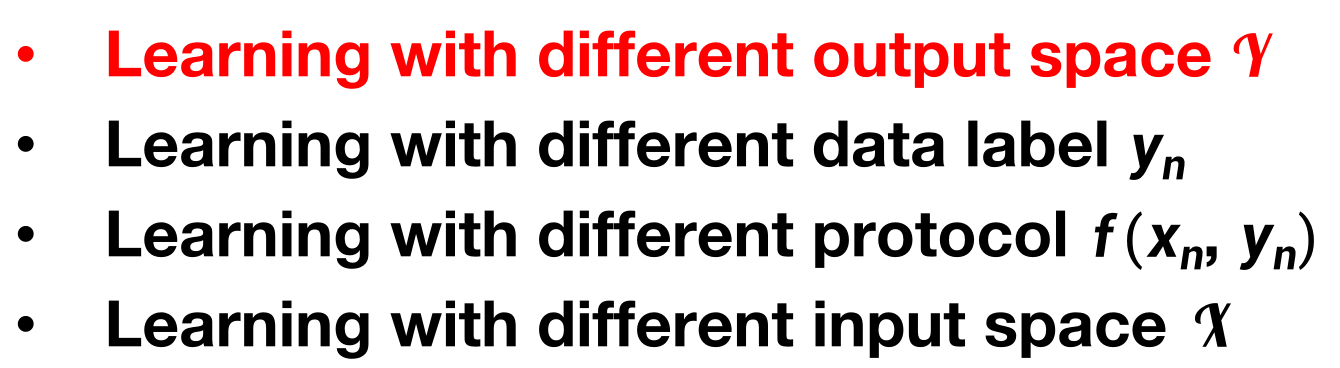 • Learning with different output space 𝒴
• Learning with different data label yₙ
• Learning with different protocol f (xₙ, yₙ)
• Learning with different input space 𝒳